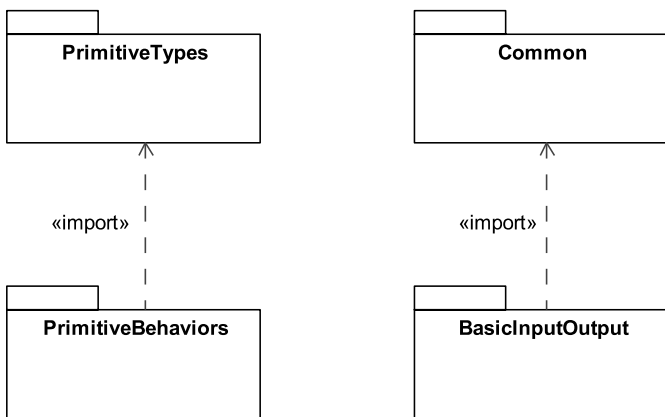 PrimitiveTypes
Common
«import»
«import»
PrimitiveBehaviors
BasicInputOutput